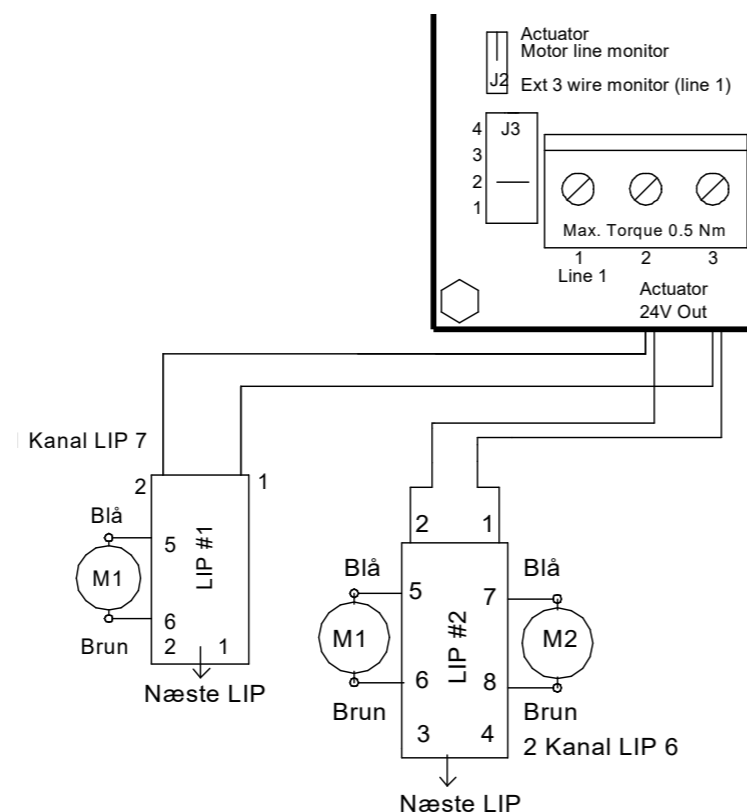 Actuator
Motor line monitor
J2
Ext 3 wire monitor (line 1)
4
J3
3
2
1
Max. Torque 0.5 Nm
1
2
3
Line 1
Actuator
24V Out
Kanal LIP 7
2
1
Blå
5
LIP #1
M1
6
Brun
2
1
Næste LIP
2
1
Blå
5
7
Blå
M1
LIP #2
M2
6
8
Brun
Brun
3
4
2 Kanal LIP 6
Næste LIP